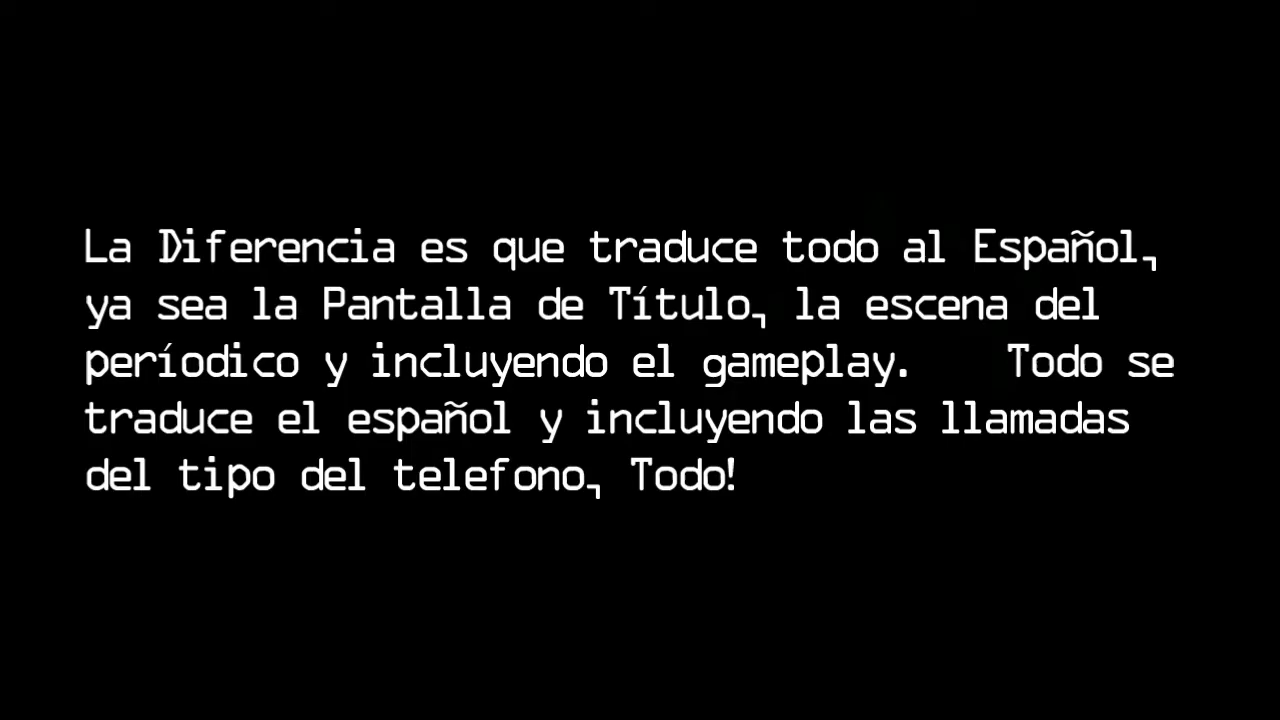 La Diferencia es que traduce todo al Español,
ya sea la Pantalla de Título, la escena del
períodico y incluyendo el gameplay.    Todo se
traduce el español y incluyendo las llamadas
del tipo del telefono, Todo!